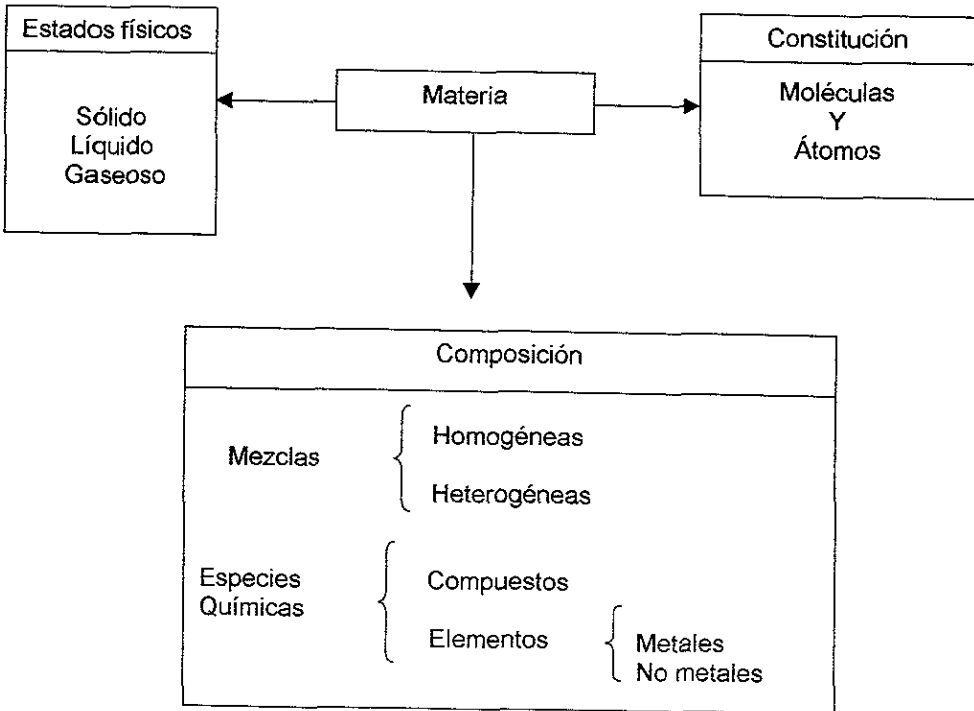 Estados físicos
Sólido
Líquido
Gaseoso
Materia
Constitución
Moléculas
Y
Átomos
Composición
Mezclas
Homogéneas
Heterogéneas
Especies
Químicas
Compuestos
Elementos
Metales
No metales